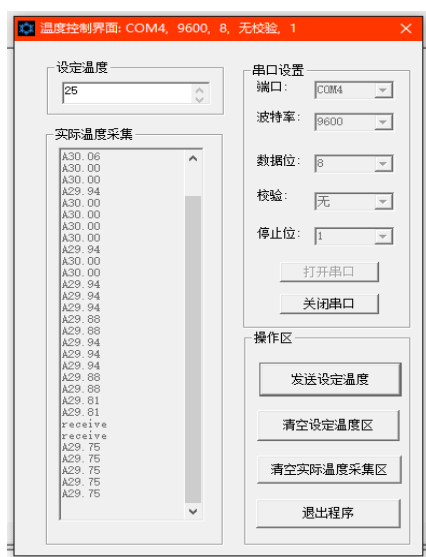 温度控制界面: COM4, 9600, 8, 无校验, 1
设定温度
25
实际温度采集
A30.06
A30.00
A30.00
A29.94
A30.00
A30.00
A30.00
A30.00
A29.94
A30.00
A30.00
A29.94
A29.94
A29.94
A29.88
A29.88
A29.94
A29.94
A29.94
A29.88
A29.88
A29.81
A29.81
receive
receive
A29.75
A29.75
A29.75
A29.75
A29.75
串口设置
端口: COM4
波特率: 9600
数据位: 8
校验: 无
停止位: 1
打开串口
关闭串口
操作区
发送设定温度
清空设定温度区
清空实际温度采集区
退出程序